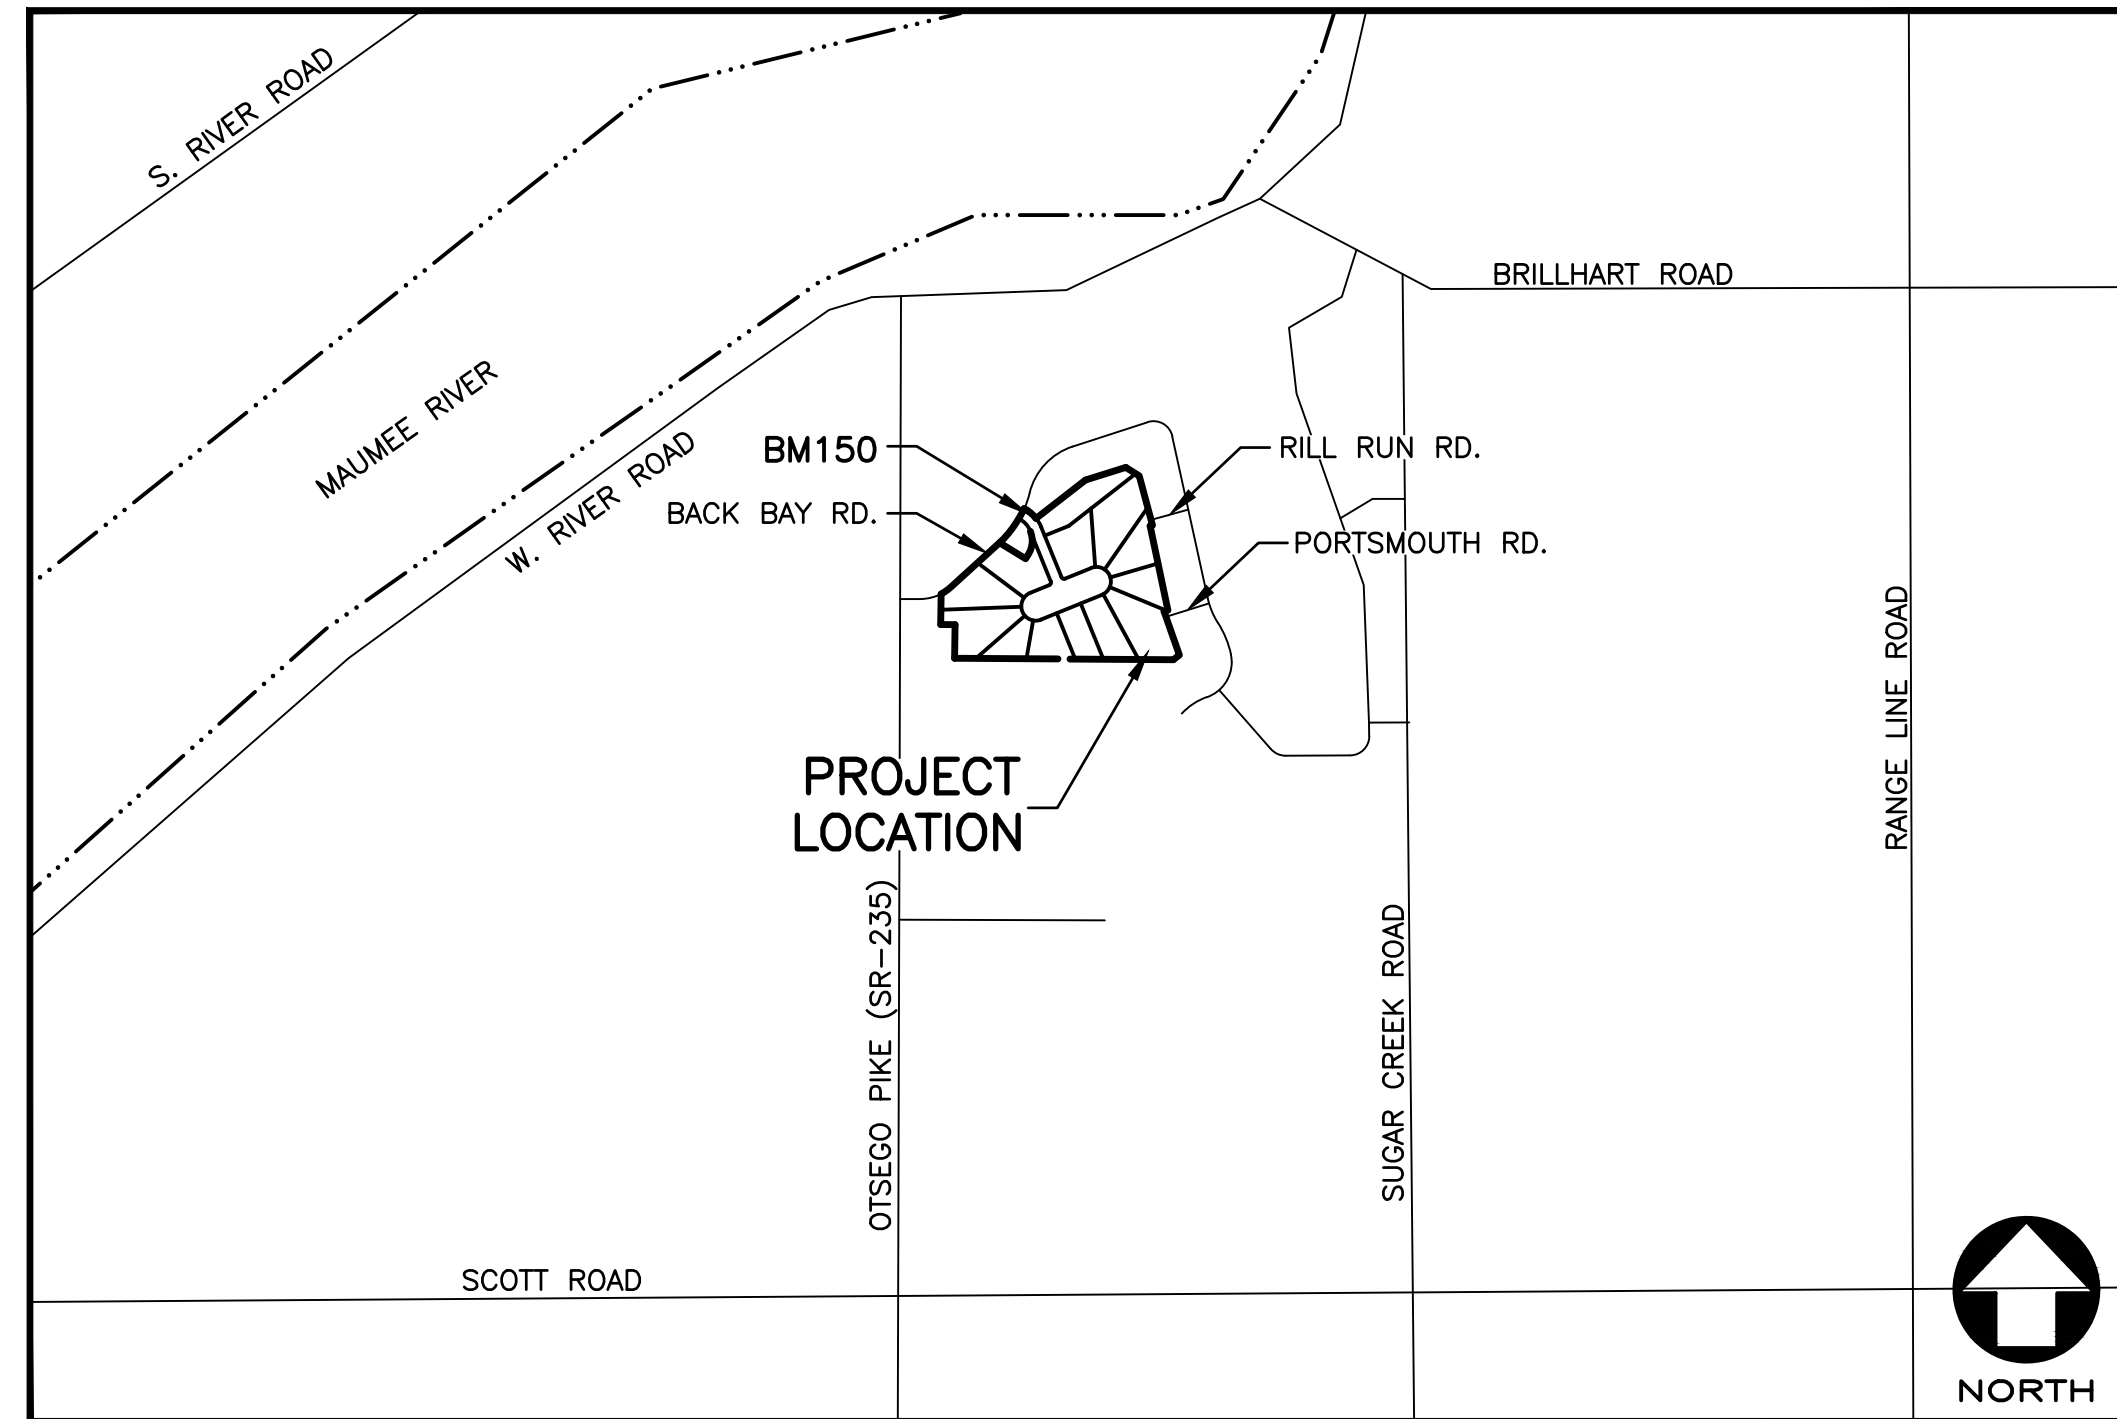 S. RIVER ROAD
BRILLHART ROAD
MAUMEE RIVER
W. RIVER ROAD
BM150
RILL RUN RD.
BACK BAY RD.
PORTSMOUTH RD.
RANGE LINE ROAD
PROJECT
LOCATION
OTSEGO PIKE (SR-235)
SUGAR CREEK ROAD
SCOTT ROAD
NORTH